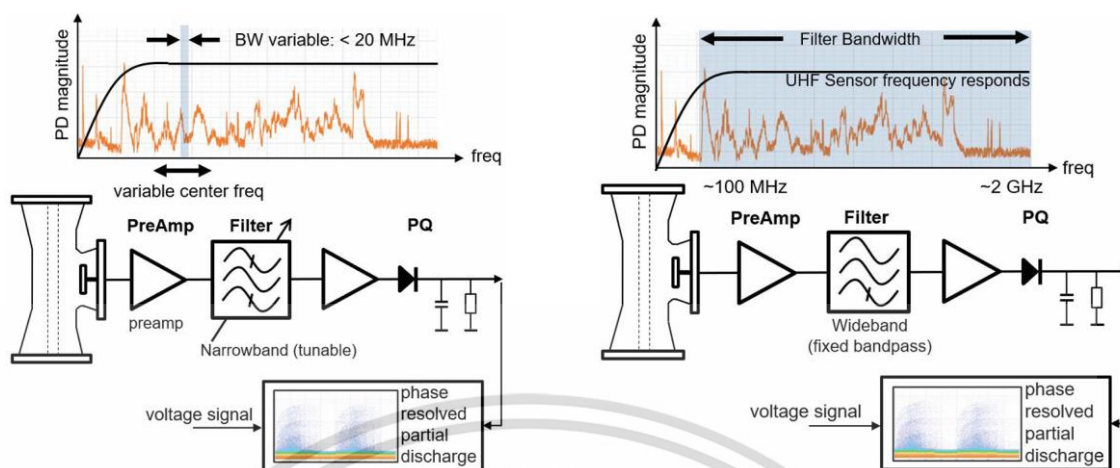 PD magnitude
BW variable: < 20 MHz
freq
variable center freq
PreAmp
Filter
PQ
preamp
Narrowband (tunable)
voltage signal
phase
resolved
partial
discharge
PD magnitude
Filter Bandwidth
UHF Sensor frequency responds
freq
~100 MHz
~2 GHz
PreAmp
Filter
PQ
Wideband
(fixed bandpass)
voltage signal
phase
resolved
partial
discharge